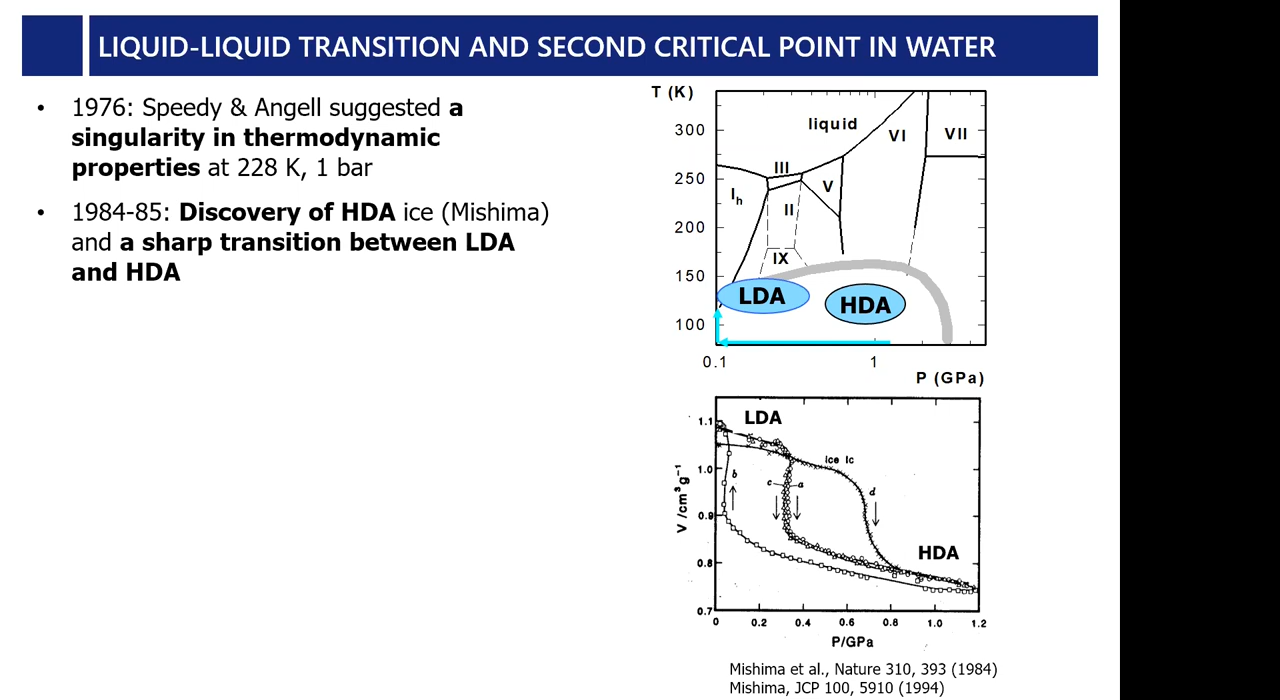 LIQUID-LIQUID TRANSITION AND SECOND CRITICAL POINT IN WATER
• 1976: Speedy & Angell suggested a
singularity in thermodynamic
properties at 228 K, 1 bar
• 1984-85: Discovery of HDA ice (Mishima)
and a sharp transition between LDA
and HDA
T (K)
300
250
200
150
100
liquid
VI
VII
III
V
Ih
II
IX
LDA
HDA
0.1
1
P (GPa)
LDA
1.1
1.0
0.9
0.8
0.7
V /cm³g⁻¹
ice Ic
b
c
a
d
HDA
0
0.2
0.4
0.6
0.8
1.0
1.2
P/GPa
Mishima et al., Nature 310, 393 (1984)
Mishima, JCP 100, 5910 (1994)